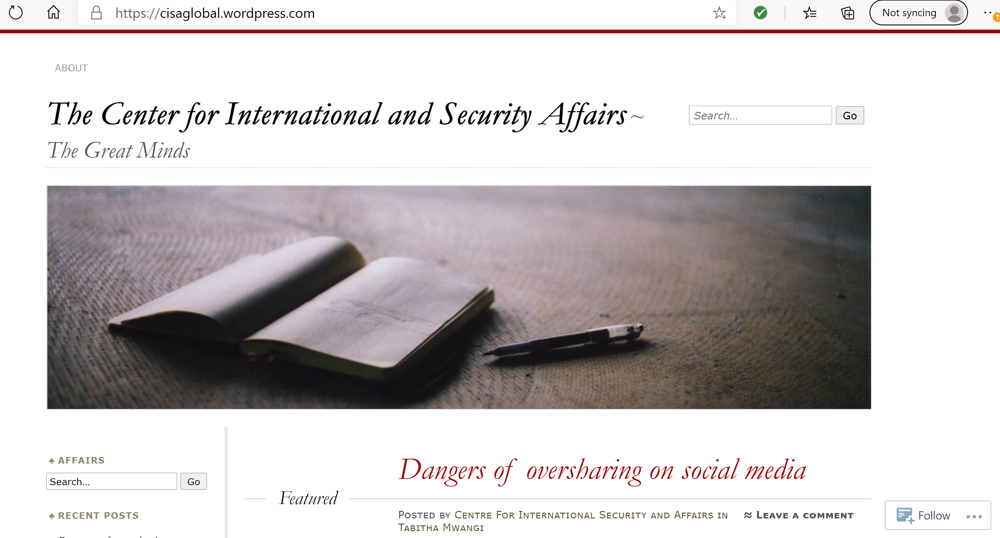 https://cisaglobal.wordpress.com
Not syncing
ABOUT
The Center for International and Security Affairs ~
Search...
Go
The Great Minds
♣ AFFAIRS
Search...
Go
♣ RECENT POSTS
Dangers of oversharing on social media
Featured
POSTED BY CENTRE FOR INTERNATIONAL SECURITY AND AFFAIRS IN
TABITHA MWANGI
≈ LEAVE A COMMENT
Follow